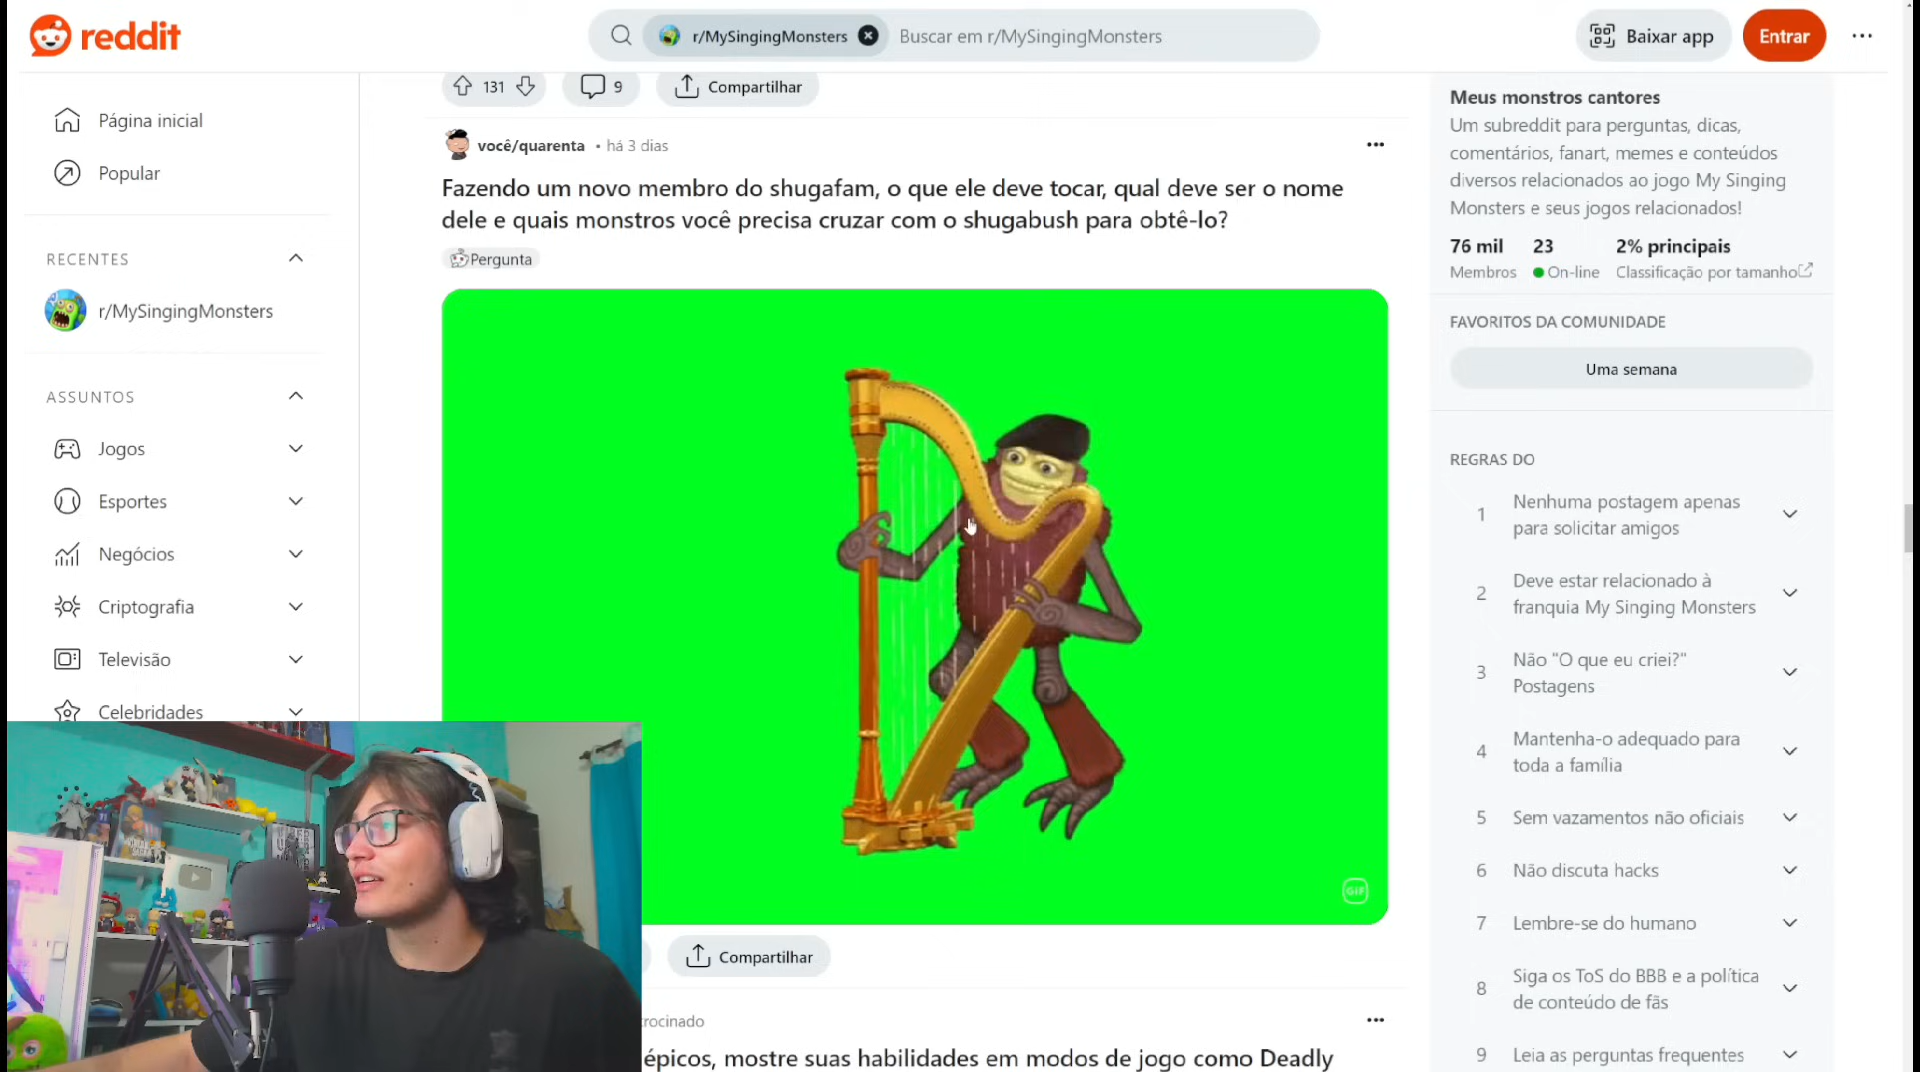 reddit
r/MySingingMonsters
Buscar em r/MySingingMonsters
Baixar app
Entrar
Página inicial
Popular
RECENTES
r/MySingingMonsters
ASSUNTOS
Jogos
Esportes
Negócios
Criptografia
Televisão
Celebridades
131
9
Compartilhar
você/quarenta • há 3 dias
Fazendo um novo membro do shugafam, o que ele deve tocar, qual deve ser o nome
dele e quais monstros você precisa cruzar com o shugabush para obtê-lo?
Pergunta
GIF
Compartilhar
rocinado
épicos, mostre suas habilidades em modos de jogo como Deadly
Meus monstros cantores
Um subreddit para perguntas, dicas,
comentários, fanart, memes e conteúdos
diversos relacionados ao jogo My Singing
Monsters e seus jogos relacionados!
76 mil 23 2% principais
Membros On-line Classificação por tamanho
FAVORITOS DA COMUNIDADE
Uma semana
REGRAS DO
1 Nenhuma postagem apenas
para solicitar amigos
2 Deve estar relacionado à
franquia My Singing Monsters
3 Não "O que eu criei?"
Postagens
4 Mantenha-o adequado para
toda a família
5 Sem vazamentos não oficiais
6 Não discuta hacks
7 Lembre-se do humano
8 Siga os ToS do BBB e a política
de conteúdo de fãs
9 Leia as perguntas frequentes